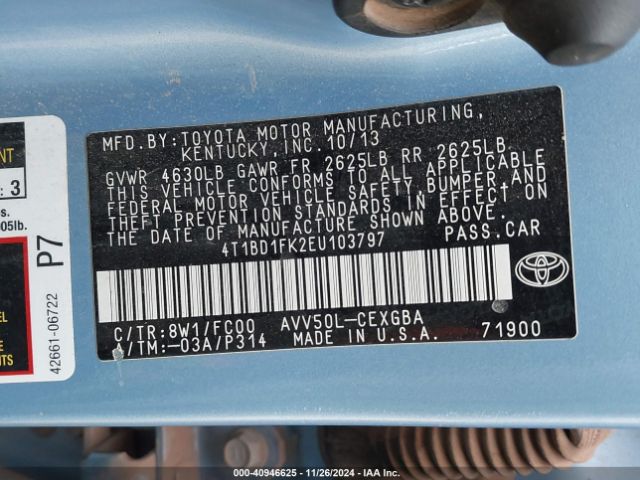 MFD.BY:TOYOTA MOTOR MANUFACTURING,
KENTUCKY, INC. 10/13
GVWR 4630LB GAWR FR 2625LB RR 2625LB
THIS VEHICLE CONFORMS TO ALL APPLICABLE
FEDERAL MOTOR VEHICLE SAFETY, BUMPER AND
THEFT PREVENTION STANDARDS IN EFFECT ON
THE DATE OF MANUFACTURE SHOWN ABOVE.
4T1BD1FK2EU103797 PASS.CAR
C/TR:8W1/FC00 AVV50L-CEXGBA
A/TM:-03A/P314 MADE IN U.S.A. 71900
3
05lb.
P7
42661-06722
000-40946625 - 11/26/2024 - IAA Inc.